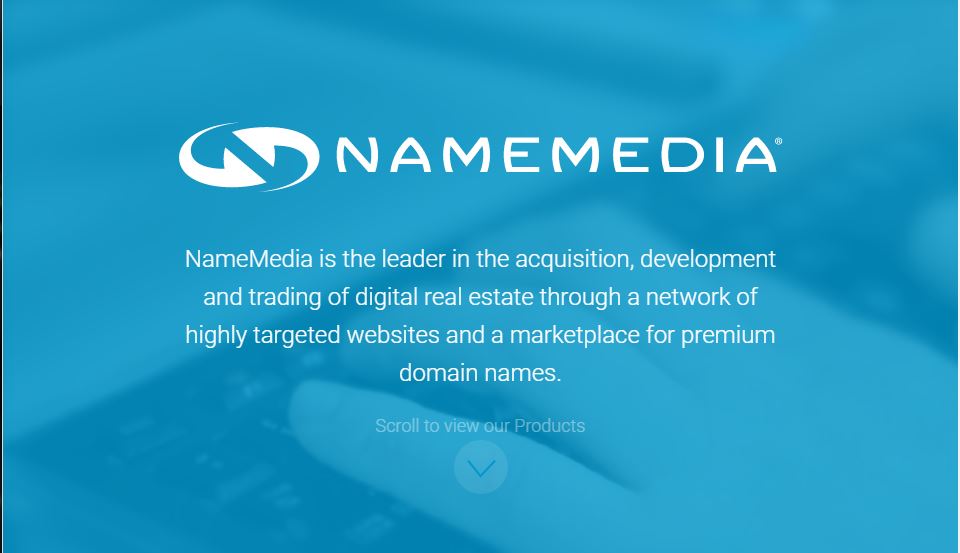 NAMEMEDIA®
NameMedia is the leader in the acquisition, development
and trading of digital real estate through a network of
highly targeted websites and a marketplace for premium
domain names.
Scroll to view our Products